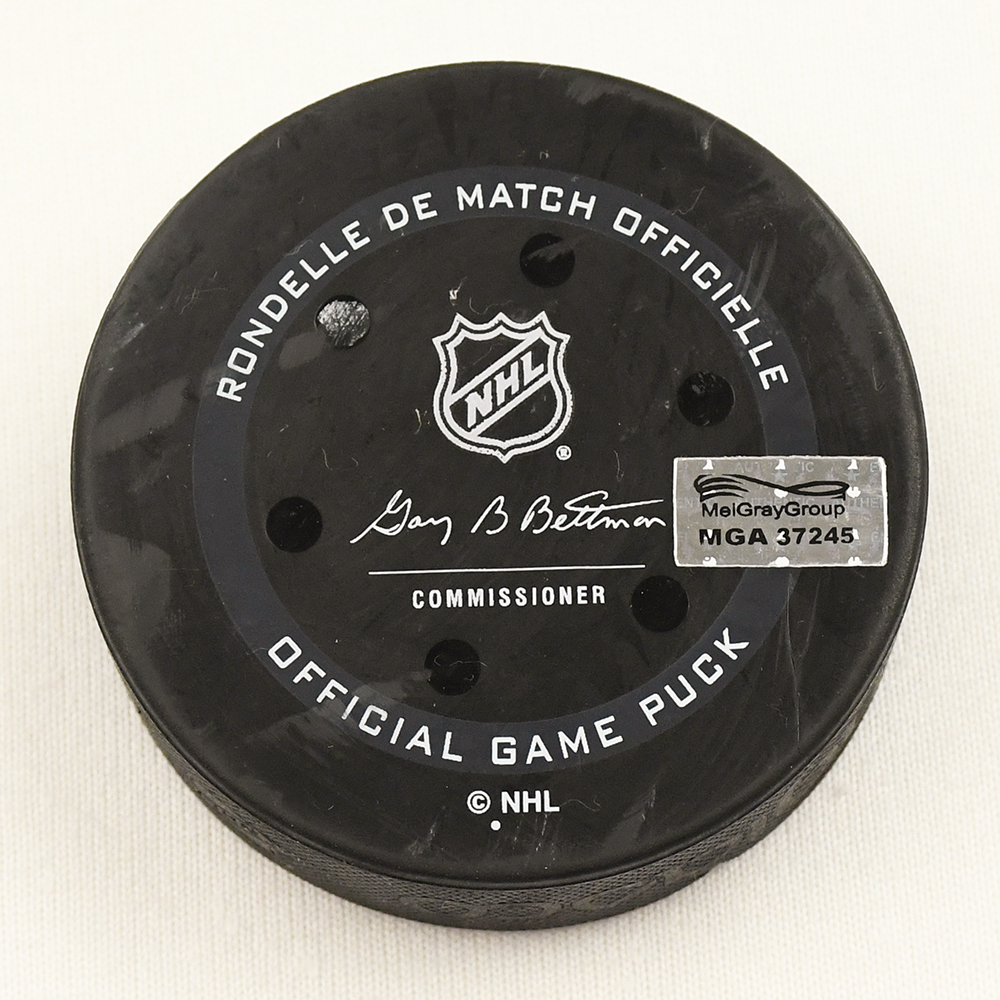 RONDELLE DE MATCH OFFICIELLE
NHL
®
Gary B Bettman
COMMISSIONER
MeiGrayGroup
MGA 37245
OFFICIAL GAME PUCK
© NHL